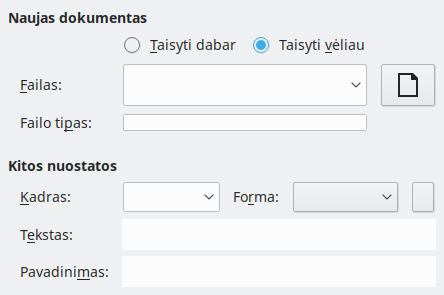 Naujas dokumentas
Taisyti dabar Taisyti vėliau
Failas:
Failo tipas:
Kitos nuostatos
Kadras: Forma:
Tekstas:
Pavadinimas: